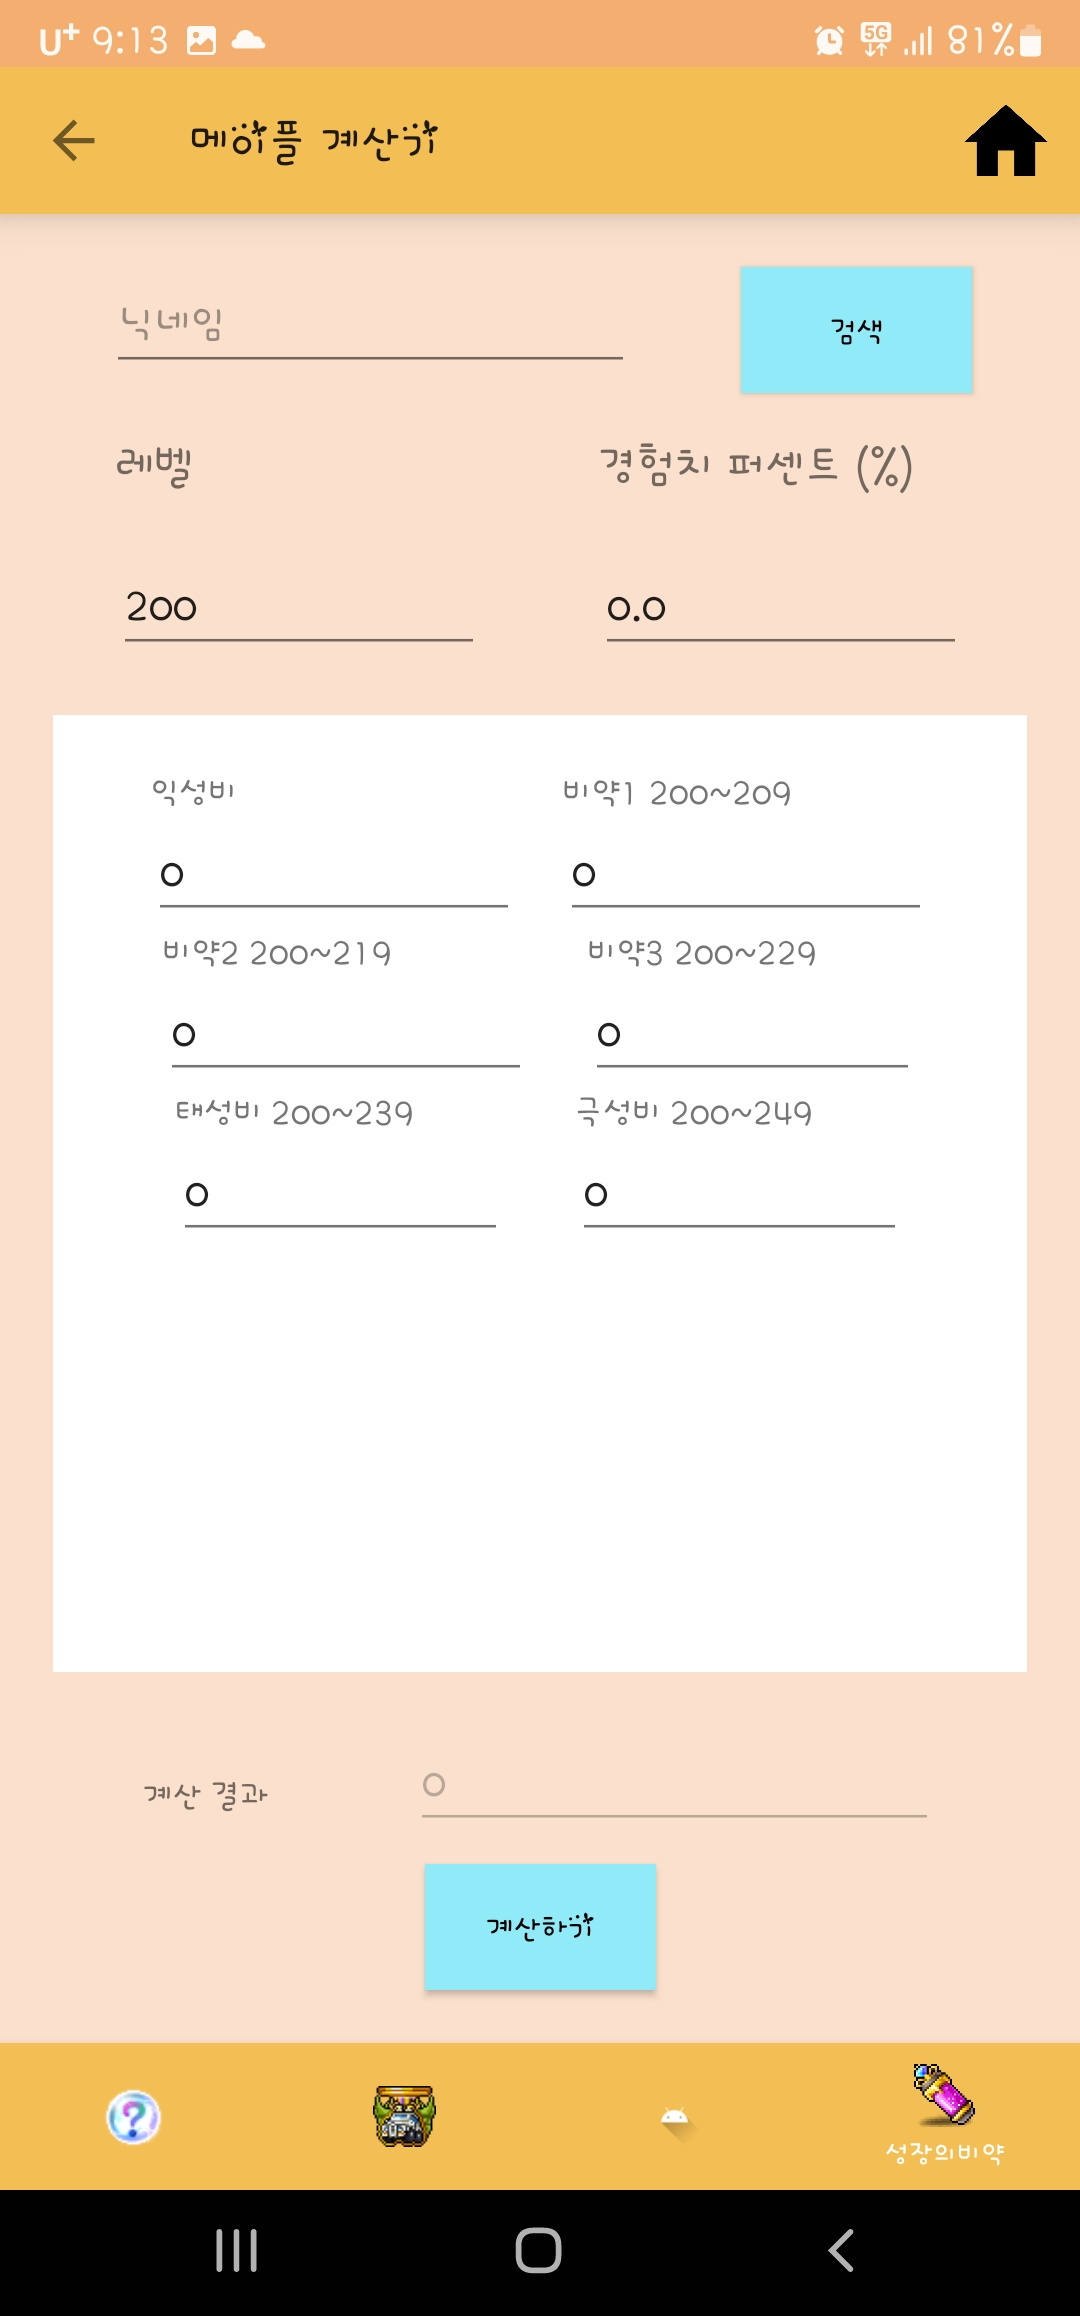 U+ 9:13 5G 81%
메이플 계산기
닉네임 검색
레벨 경험치 퍼센트 (%)
200 0.0
익성비 비약1 200~209
0 0
비약2 200~219 비약3 200~229
0 0
태성비 200~239 극성비 200~249
0 0
계산 결과 0
계산하기
?
성장의비약